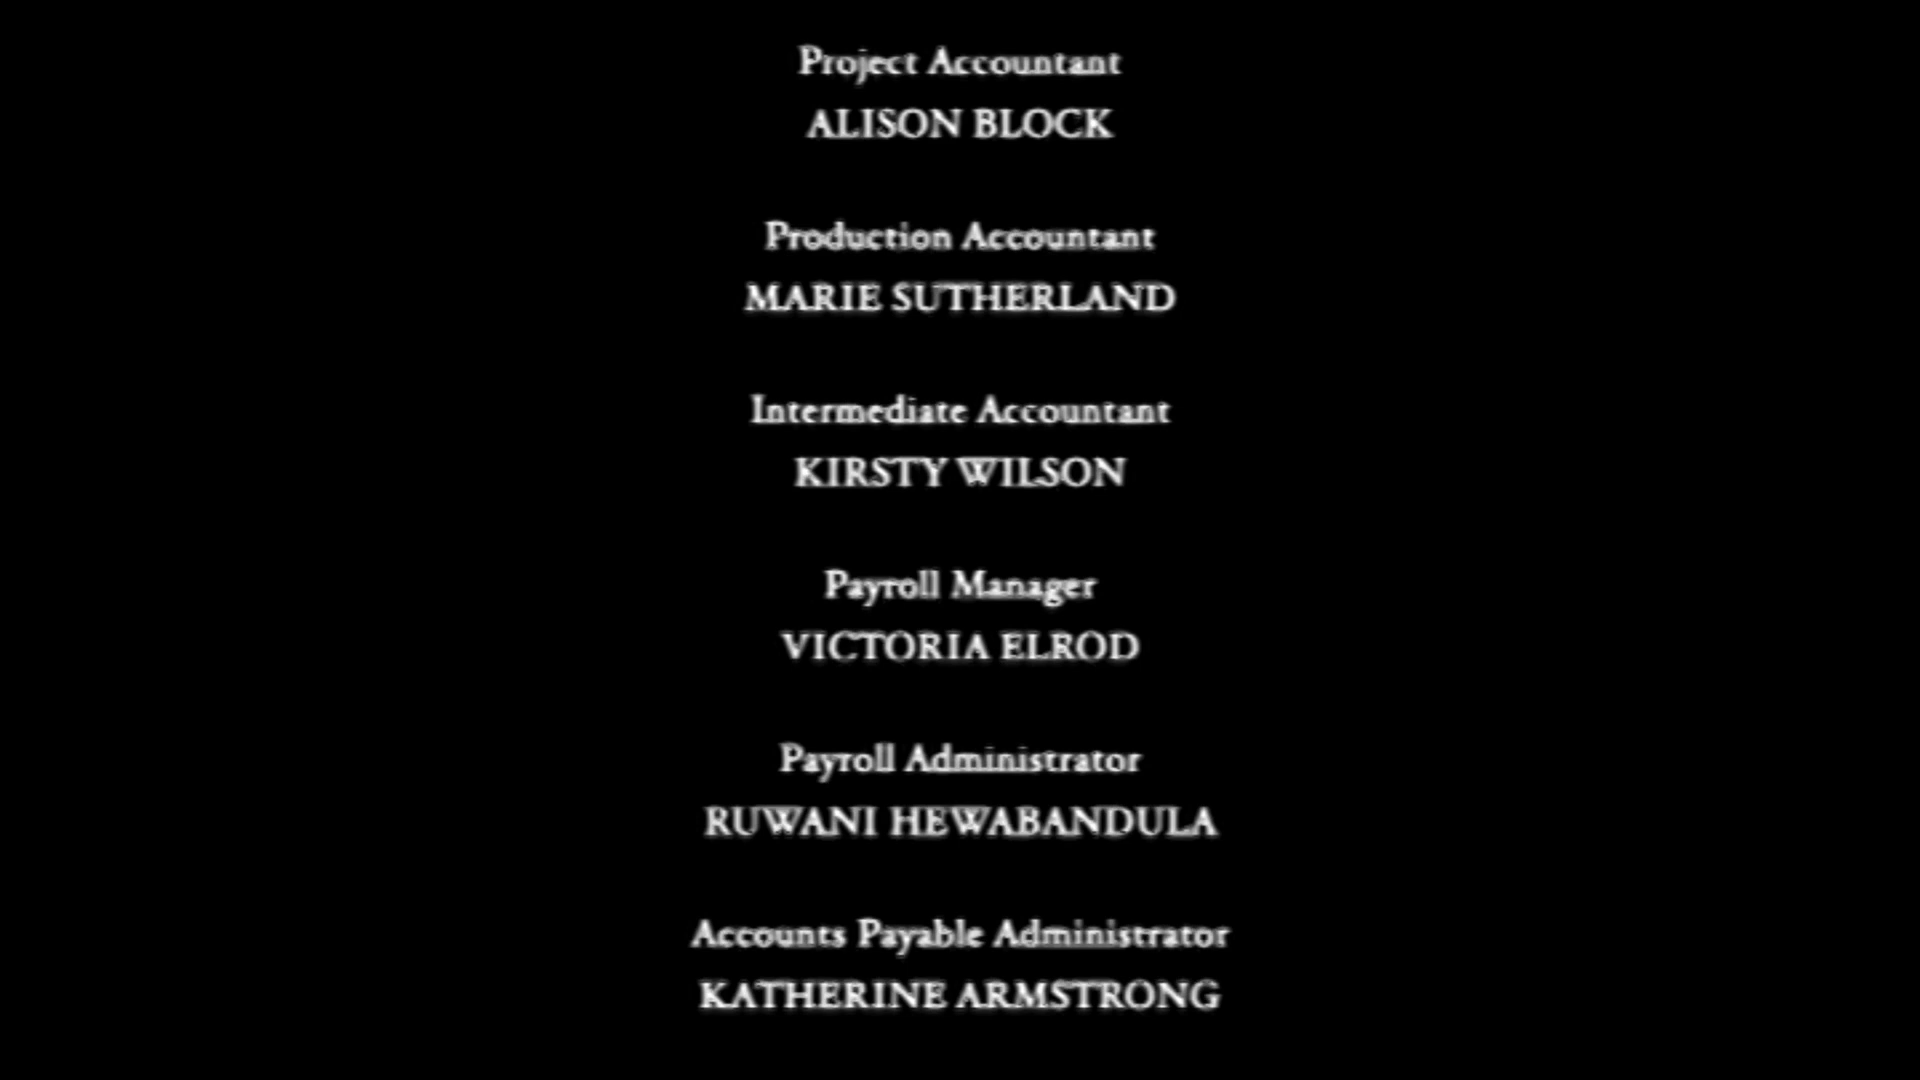 Project Accountant
ALISON BLOCK
Production Accountant
MARIE SUTHERLAND
Intermediate Accountant
KIRSTY WILSON
Payroll Manager
VICTORIA ELROD
Payroll Administrator
RUWANI HEWABANDULA
Accounts Payable Administrator
KATHERINE ARMSTRONG